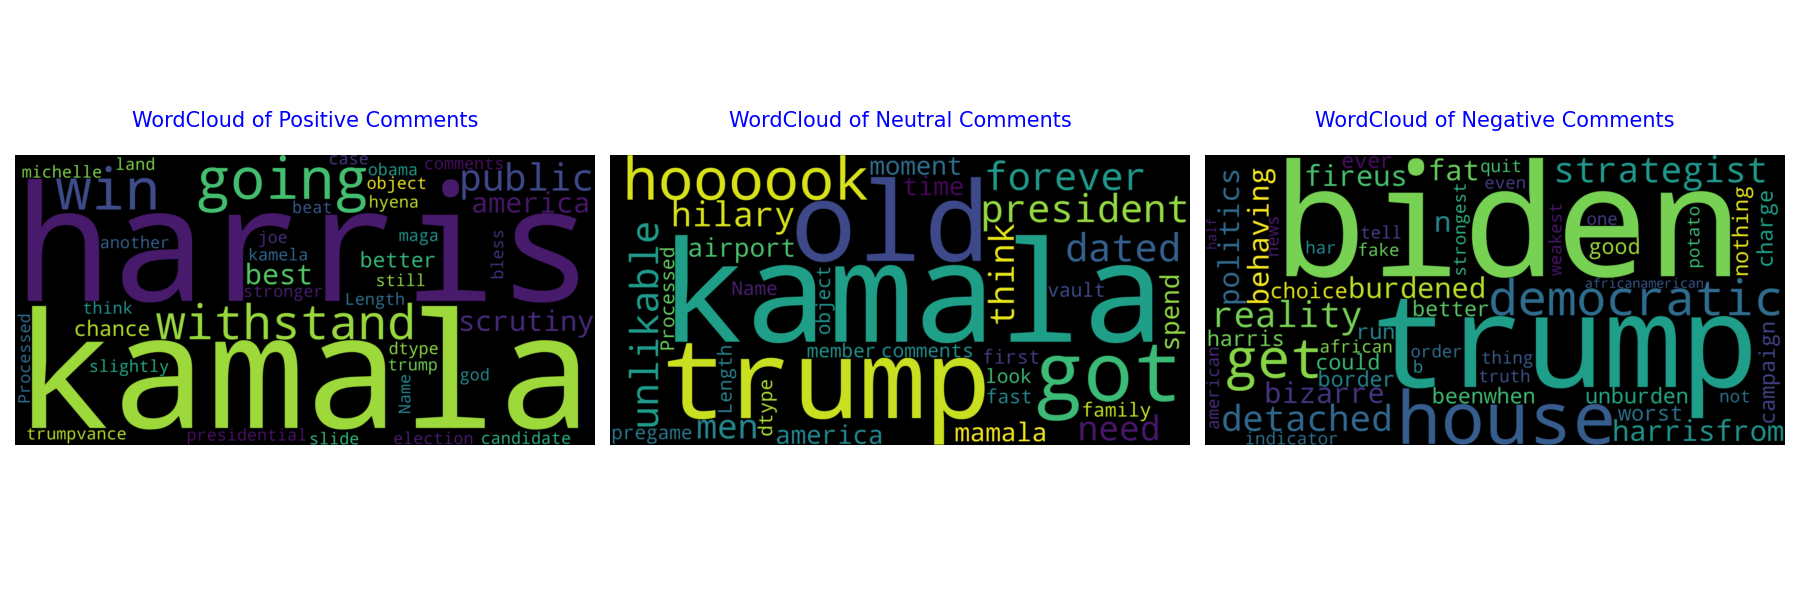 WordCloud of Positive Comments
michelle land case comments
obama
win going object public
hyena america
beat
harris
another joe maga bless
kamela better
best still
stronger Length
think
chance withstand scrutiny
Processed
kamala
slightly dtype
trump god
Name
trumpvance presidential slide election candidate
WordCloud of Neutral Comments
hoooook moment forever
time
hilary old president
airport think dated
unlikable Processed
kamala
Name object vault spend
member comments first
trump got
Length look
dtype fast
family
pregame men america mamala need
WordCloud of Negative Comments
ever fat quit strategist
fireus even
politics behaving
biden
half news har tell fake n strongest weakest one good potato nothing charge
choice burdened africanamerican
democratic
reality better
harris run
trump
get african order thing
could b truth
american border
bizarre beenwhen unburden not campaign
detached house worst
indicator harrisfrom